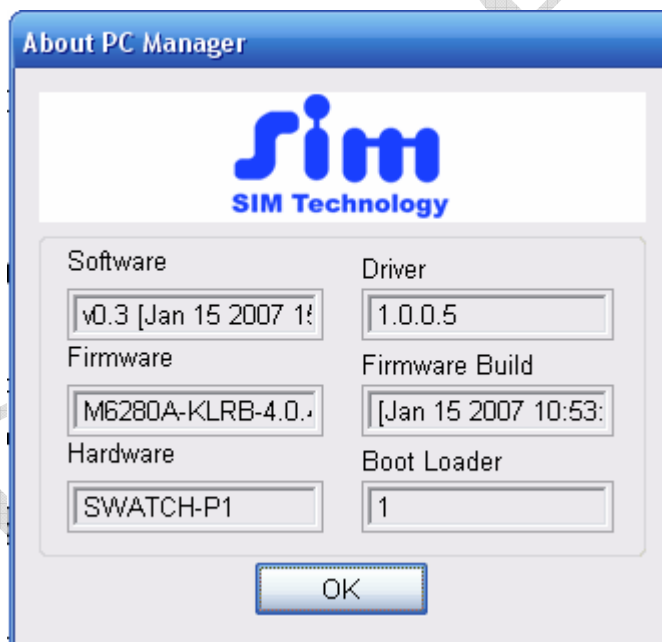 About PC Manager
sim
SIM Technology
Software
Driver
v0.3 [Jan 15 2007 15
1.0.0.5
Firmware
Firmware Build
M6280A-KLRB-4.0.
[Jan 15 2007 10:53:
Hardware
Boot Loader
SWATCH-P1
1
OK